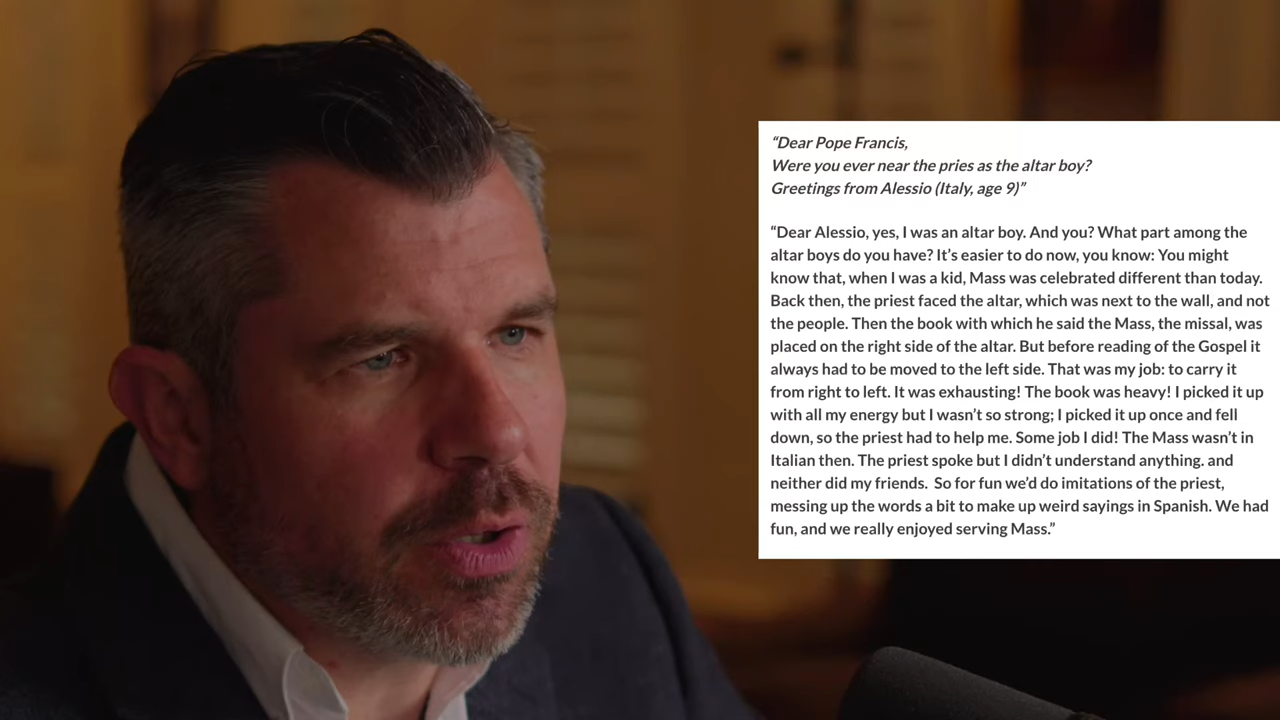 “Dear Pope Francis,
Were you ever near the pries as the altar boy?
Greetings from Alessio (Italy, age 9)”
“Dear Alessio, yes, I was an altar boy. And you? What part among the
altar boys do you have? It’s easier to do now, you know: You might
know that, when I was a kid, Mass was celebrated different than today.
Back then, the priest faced the altar, which was next to the wall, and not
the people. Then the book with which he said the Mass, the missal, was
placed on the right side of the altar. But before reading of the Gospel it
always had to be moved to the left side. That was my job: to carry it
from right to left. It was exhausting! The book was heavy! I picked it up
with all my energy but I wasn’t so strong; I picked it up once and fell
down, so the priest had to help me. Some job I did! The Mass wasn’t in
Italian then. The priest spoke but I didn’t understand anything. and
neither did my friends. So for fun we’d do imitations of the priest,
messing up the words a bit to make up weird sayings in Spanish. We had
fun, and we really enjoyed serving Mass.”